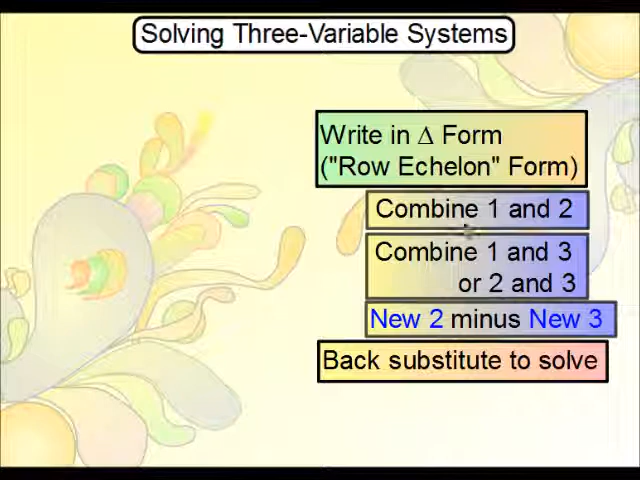 Solving Three-Variable Systems
Write in ∆ Form
("Row Echelon" Form)
Combine 1 and 2
Combine 1 and 3
or 2 and 3
New 2 minus New 3
Back substitute to solve